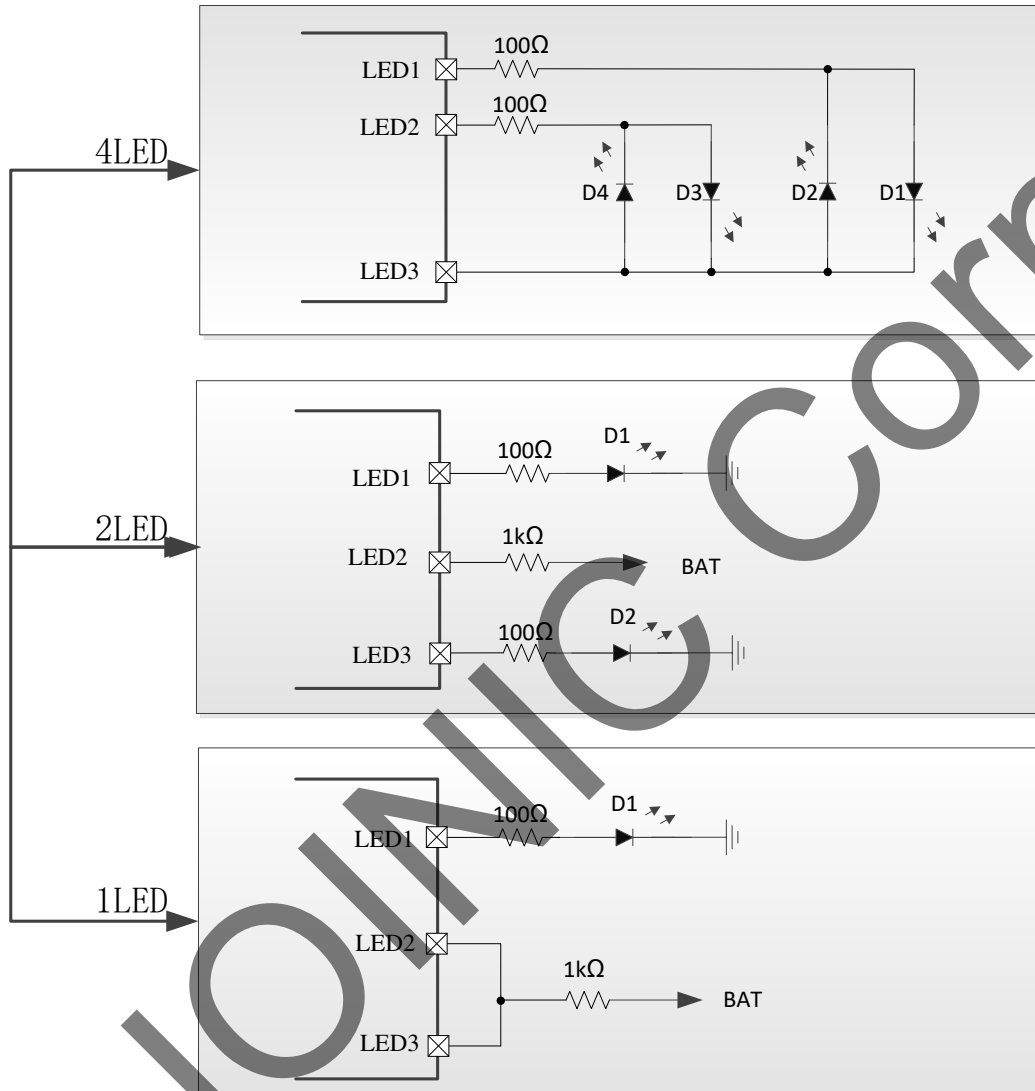 4LED
LED1
100Ω
LED2
100Ω
D4
D3
D2
D1
LED3
2LED
LED1
100Ω
D1
LED2
1kΩ
BAT
LED3
100Ω
D2
1LED
LED1
100Ω
D1
LED2
1kΩ
BAT
LED3